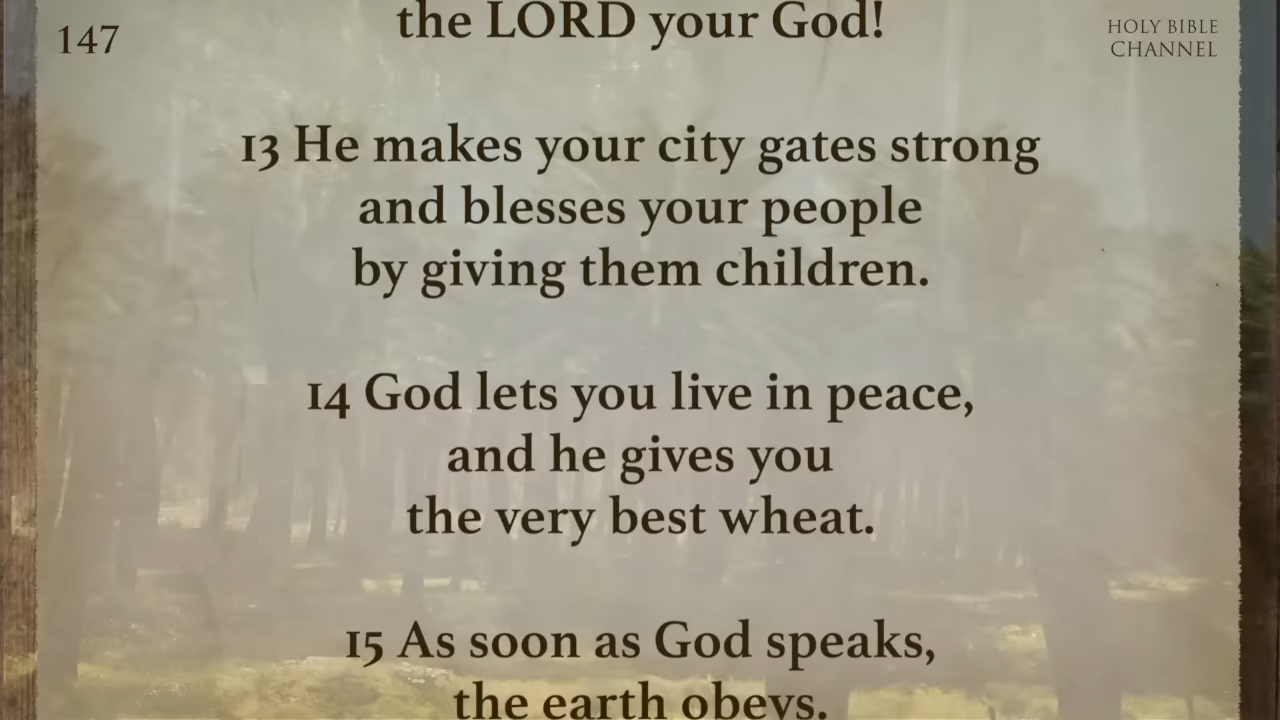 the LORD your God!
147
HOLY BIBLE
CHANNEL
13 He makes your city gates strong
and blesses your people
by giving them children.
14 God lets you live in peace,
and he gives you
the very best wheat.
15 As soon as God speaks,
the earth obeys.